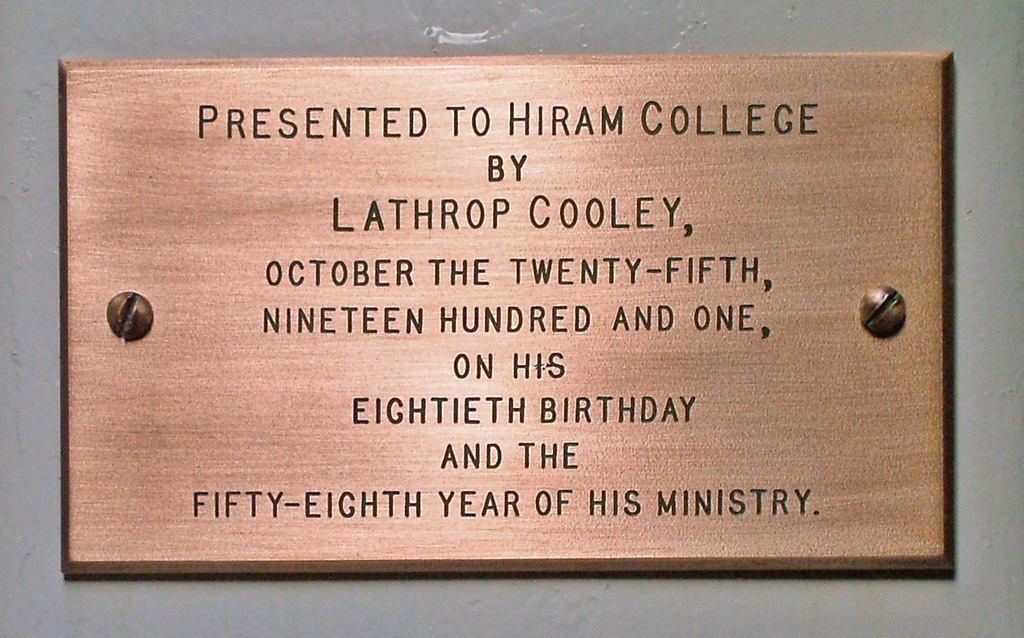 PRESENTED TO HIRAM COLLEGE
BY
LATHROP COOLEY,
OCTOBER THE TWENTY-FIFTH,
NINETEEN HUNDRED AND ONE,
ON HIS
EIGHTIETH BIRTHDAY
AND THE
FIFTY-EIGHTH YEAR OF HIS MINISTRY.